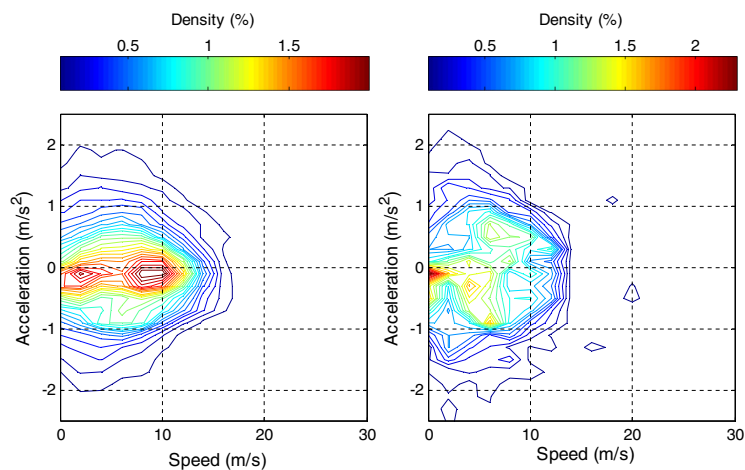 Density (%)
0.5 1 1.5
Acceleration (m/s²)
2
1
0
-1
-2
0 10 20 30
Speed (m/s)
Density (%)
0.5 1 1.5 2
Acceleration (m/s²)
2
1
0
-1
-2
0 10 20 30
Speed (m/s)